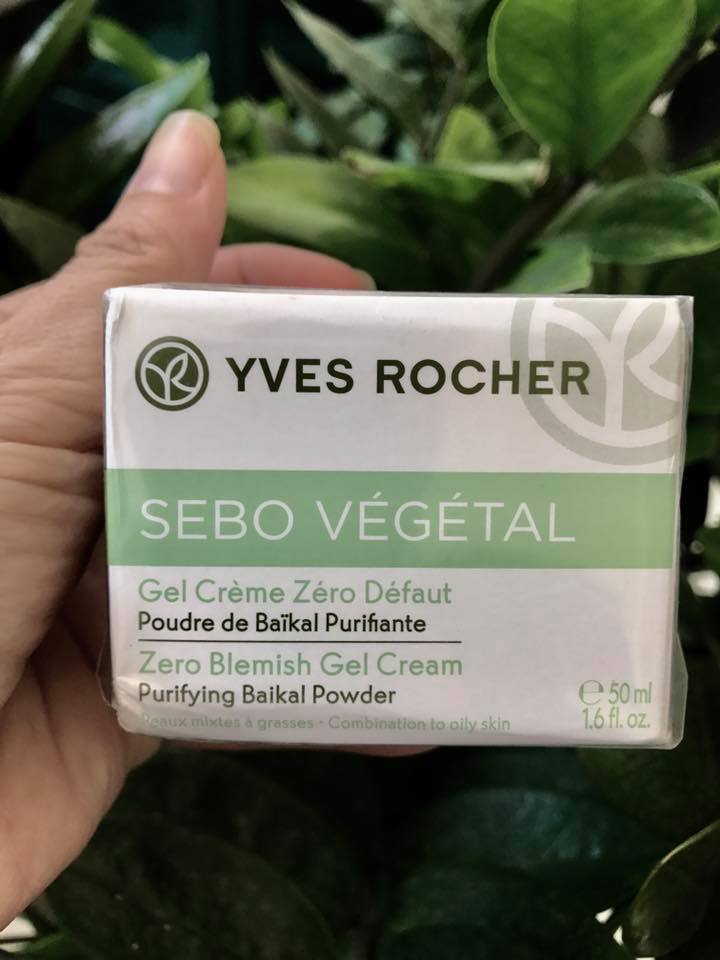 YVES ROCHER
SEBO VÉGÉTAL
Gel Crème Zéro Défaut
Poudre de Baïkal Purifiante
Zero Blemish Gel Cream
Purifying Baikal Powder
Peaux mixtes à grasses · Combination to oily skin
℮ 50 ml
1.6 fl. oz.